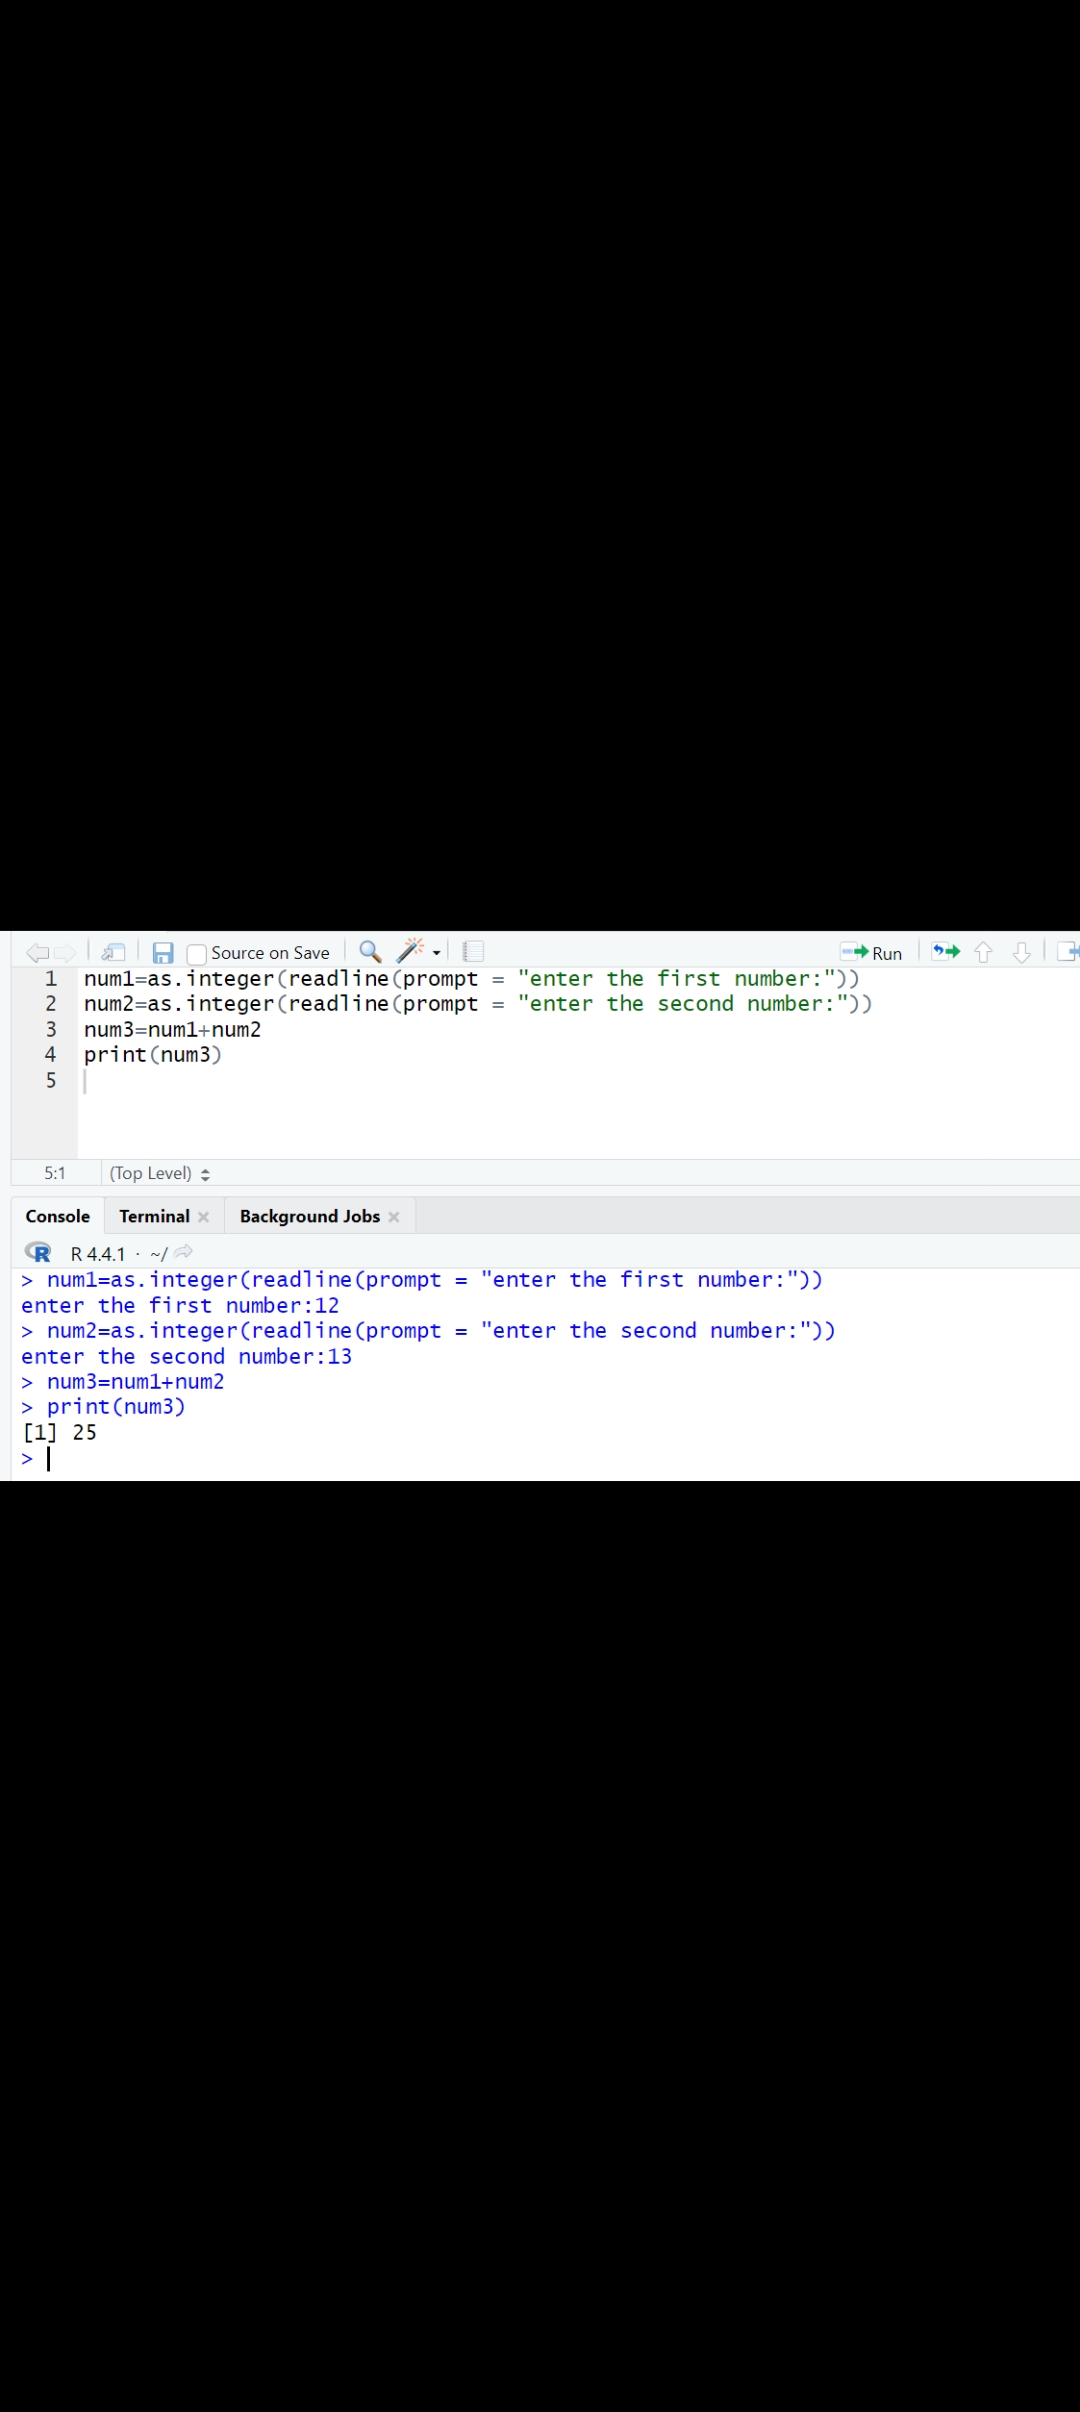 Source on Save
Run
1 num1=as.integer(readline(prompt = "enter the first number:"))
2 num2=as.integer(readline(prompt = "enter the second number:"))
3 num3=num1+num2
4 print(num3)
5
5:1 (Top Level)
Console Terminal Background Jobs
R R 4.4.1 · ~/
> num1=as.integer(readline(prompt = "enter the first number:"))
enter the first number:12
> num2=as.integer(readline(prompt = "enter the second number:"))
enter the second number:13
> num3=num1+num2
> print(num3)
[1] 25
>